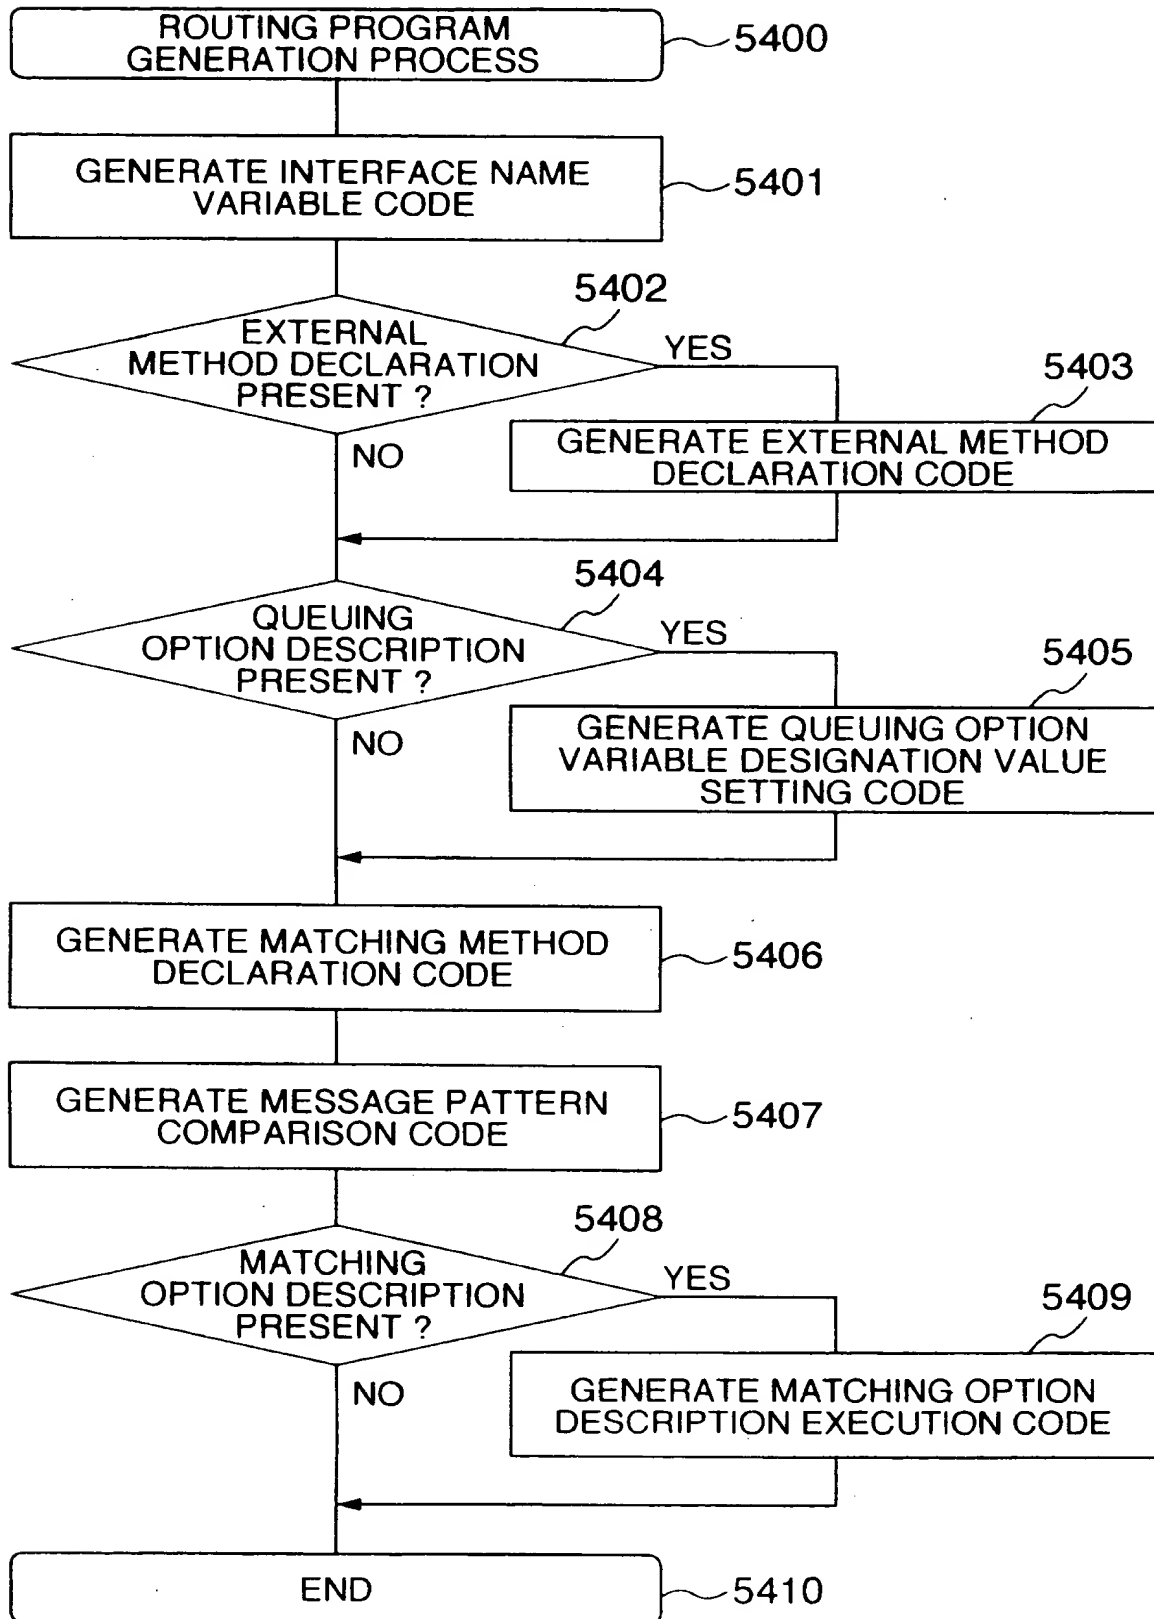 ROUTING PROGRAM
GENERATION PROCESS
5400
GENERATE INTERFACE NAME
VARIABLE CODE
5401
5402
EXTERNAL
METHOD DECLARATION
PRESENT ?
YES
NO
5403
GENERATE EXTERNAL METHOD
DECLARATION CODE
5404
QUEUING
OPTION DESCRIPTION
PRESENT ?
YES
NO
5405
GENERATE QUEUING OPTION
VARIABLE DESIGNATION VALUE
SETTING CODE
GENERATE MATCHING METHOD
DECLARATION CODE
5406
GENERATE MESSAGE PATTERN
COMPARISON CODE
5407
5408
MATCHING
OPTION DESCRIPTION
PRESENT ?
YES
NO
5409
GENERATE MATCHING OPTION
DESCRIPTION EXECUTION CODE
END
5410